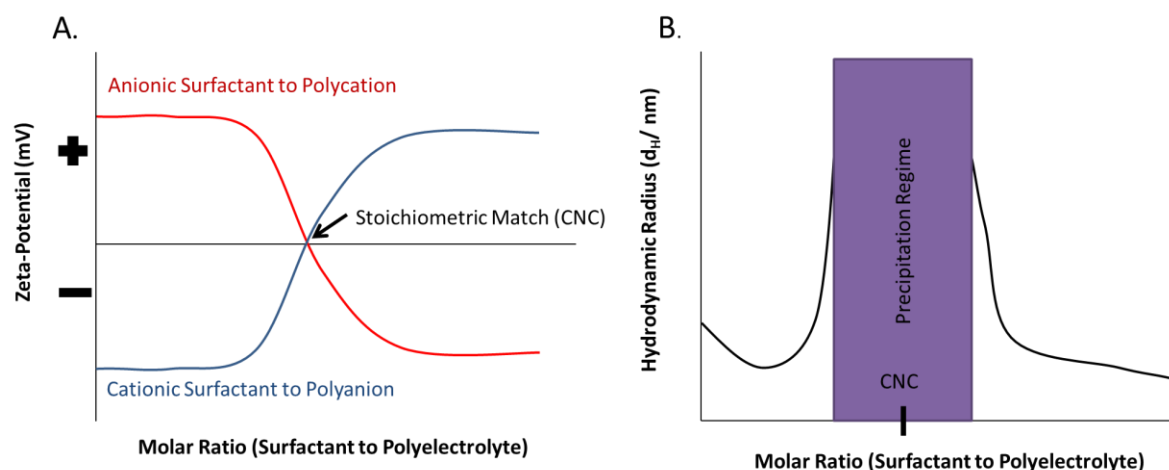 A.
Anionic Surfactant to Polycation
Zeta-Potential (mV)
+
−
Stoichiometric Match (CNC)
Cationic Surfactant to Polyanion
Molar Ratio (Surfactant to Polyelectrolyte)
B.
Hydrodynamic Radius (dH/ nm)
Precipitation Regime
CNC
Molar Ratio (Surfactant to Polyelectrolyte)